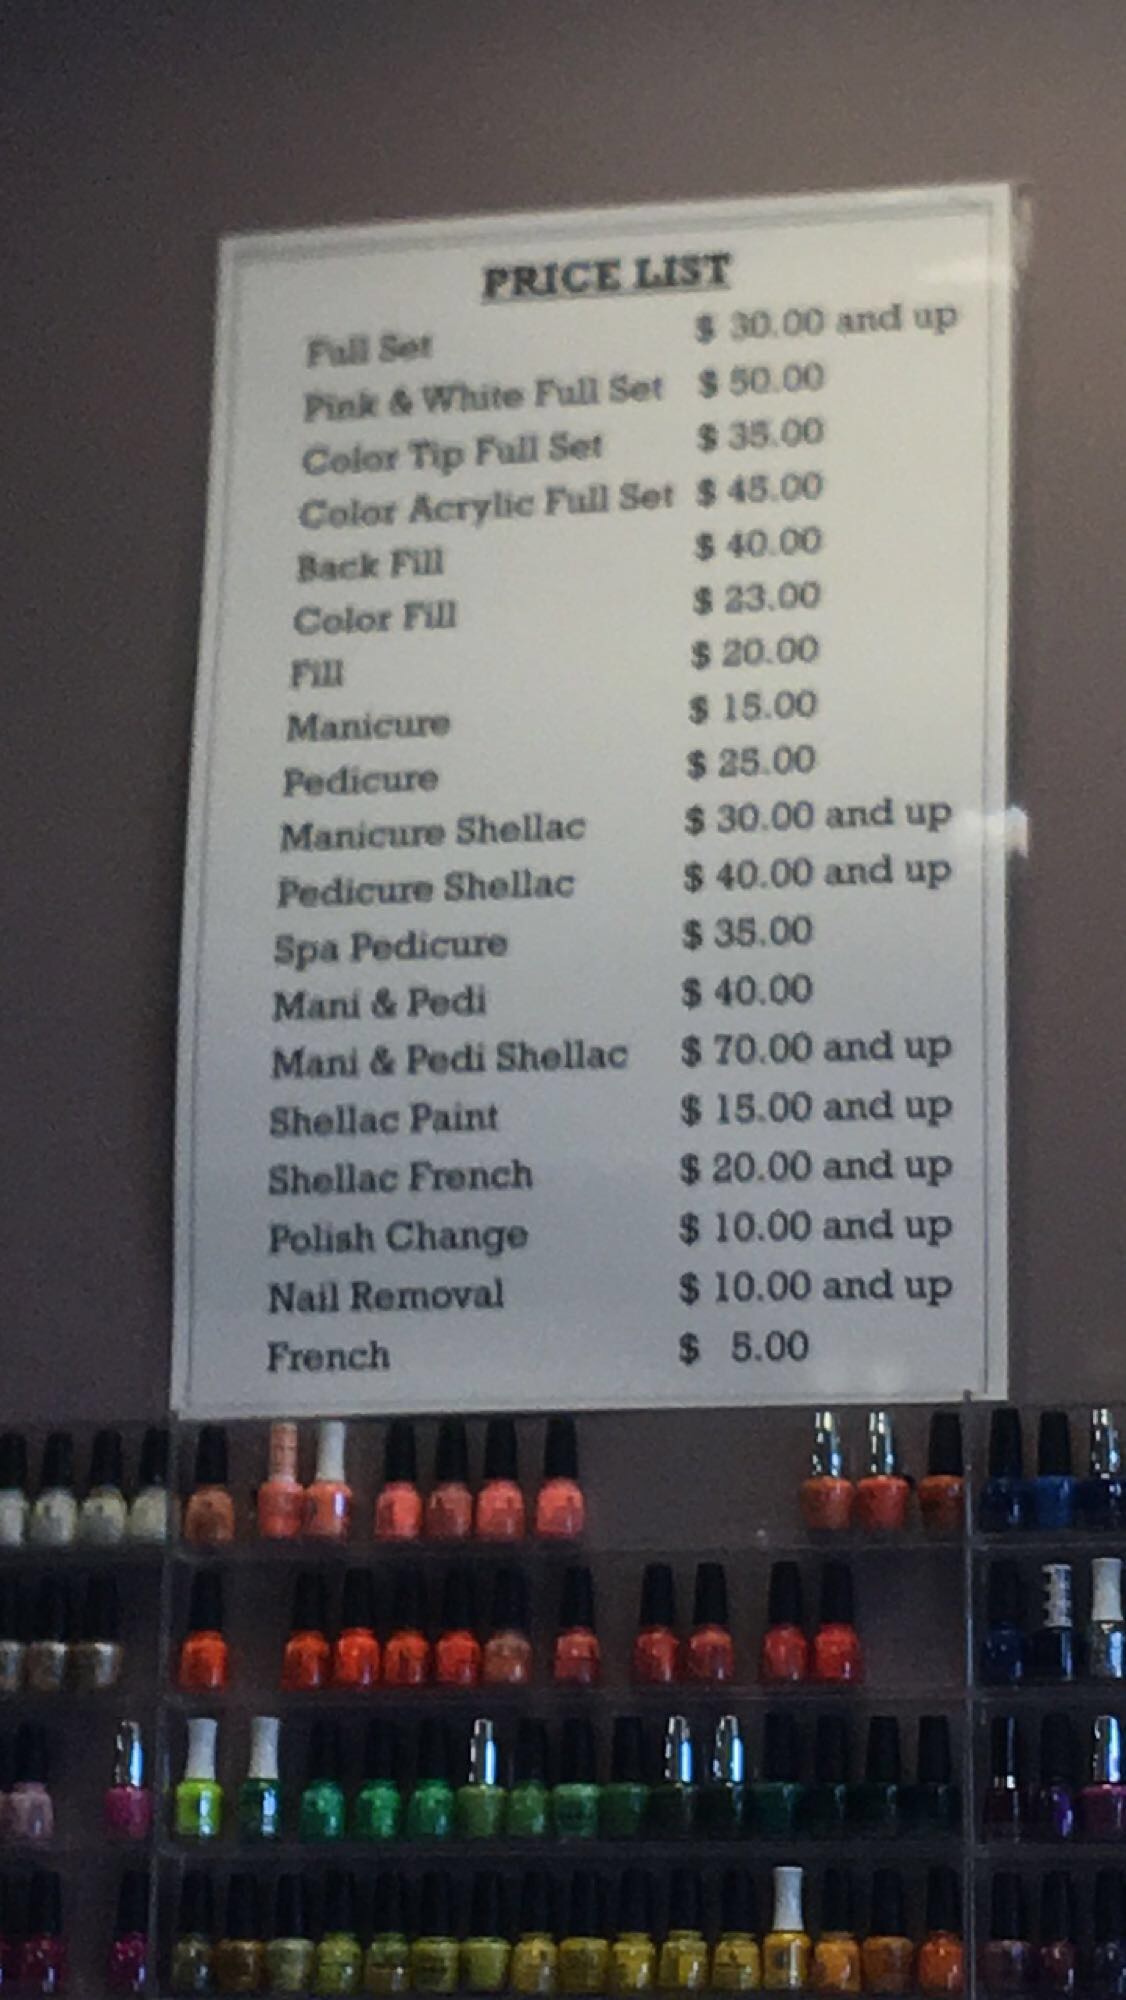 PRICE LIST
Full Set $ 30.00 and up
Pink & White Full Set $ 50.00
Color Tip Full Set $ 35.00
Color Acrylic Full Set $ 45.00
Back Fill $ 40.00
Color Fill $ 23.00
Fill $ 20.00
Manicure $ 15.00
Pedicure $ 25.00
Manicure Shellac $ 30.00 and up
Pedicure Shellac $ 40.00 and up
Spa Pedicure $ 35.00
Mani & Pedi $ 40.00
Mani & Pedi Shellac $ 70.00 and up
Shellac Paint $ 15.00 and up
Shellac French $ 20.00 and up
Polish Change $ 10.00 and up
Nail Removal $ 10.00 and up
French $ 5.00